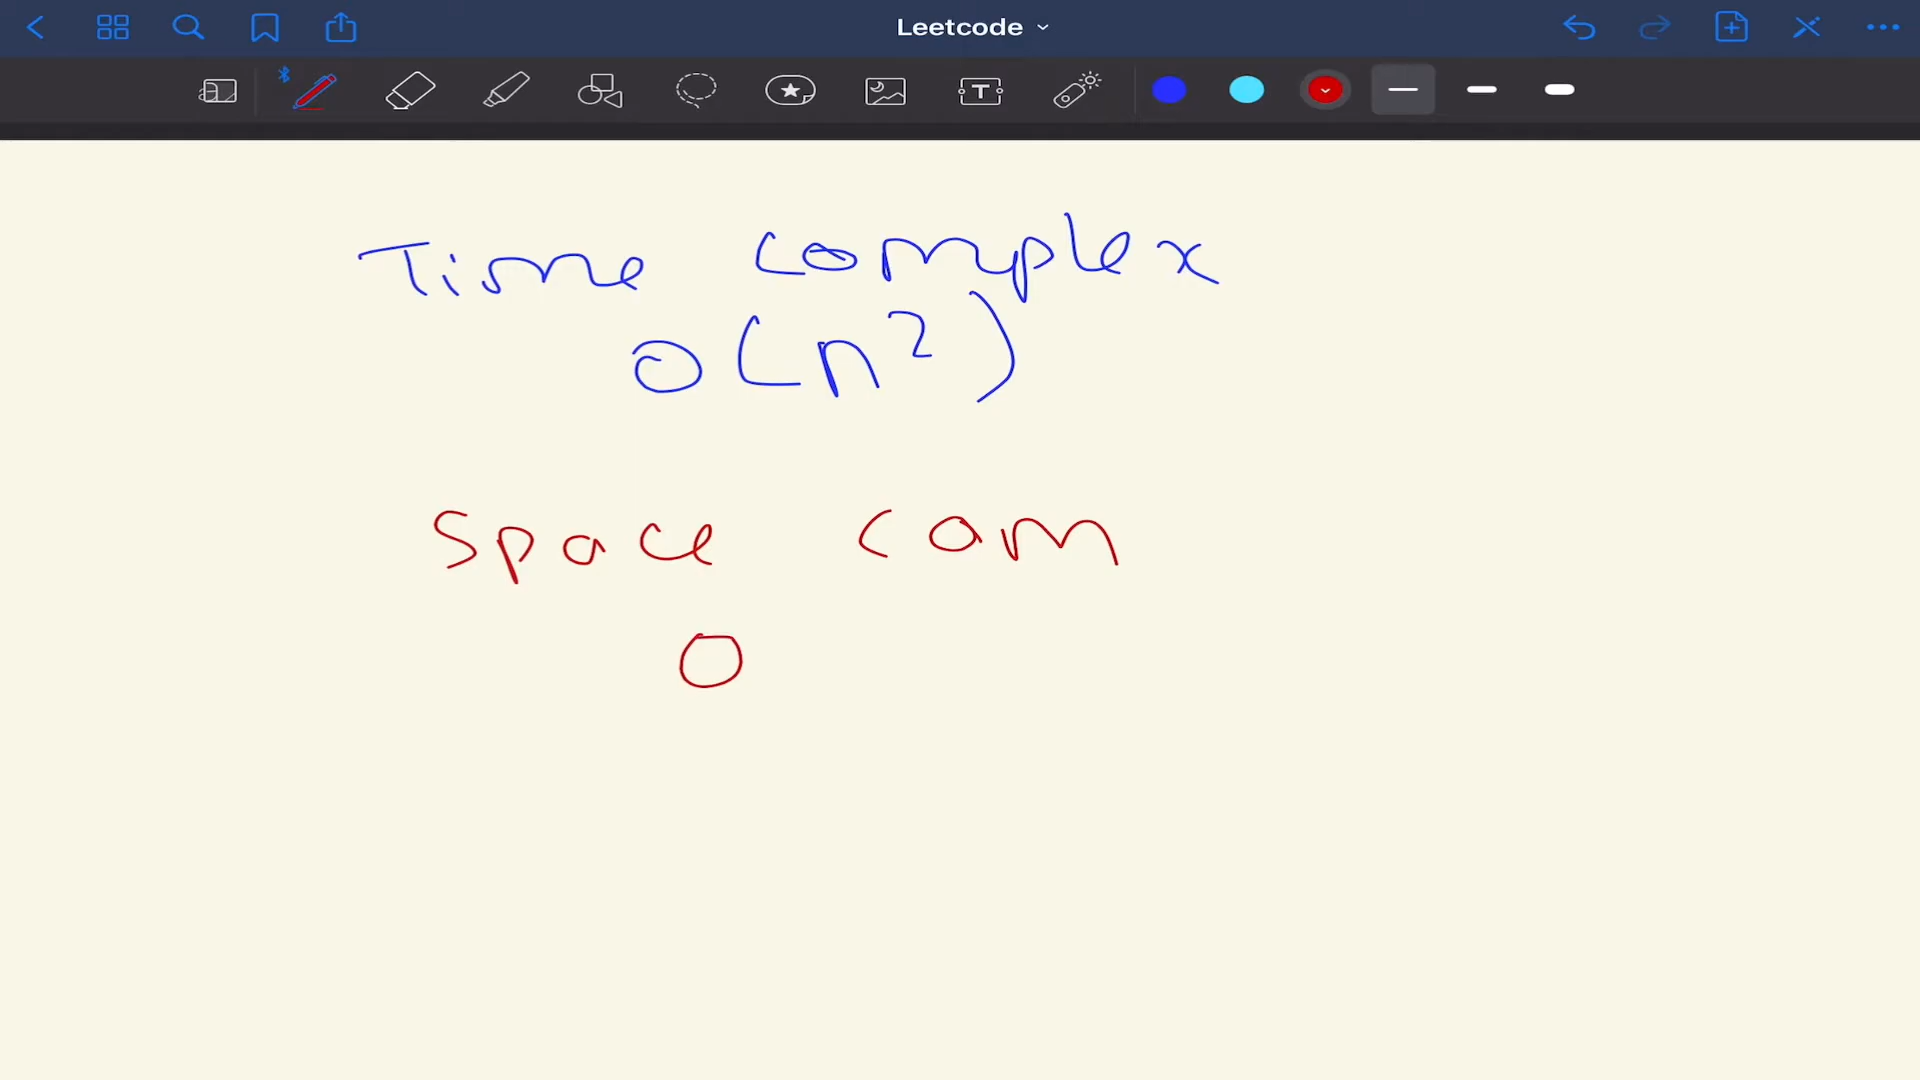 Leetcode
T
Time complex
O(n²)
Space com
O